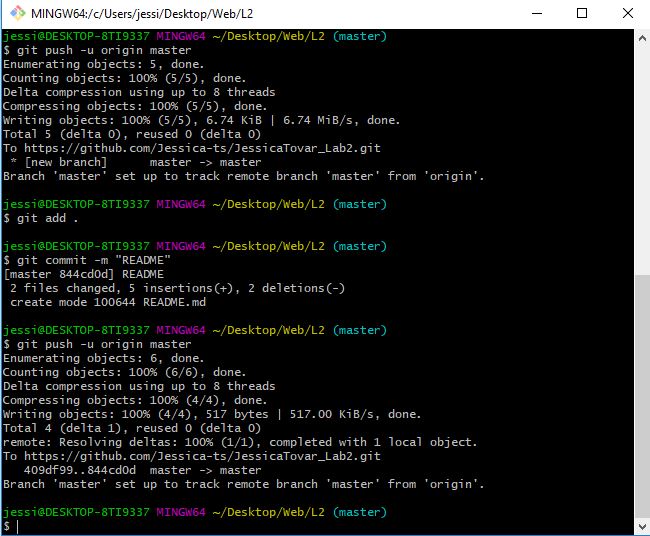 MINGW64:/c/Users/jessi/Desktop/Web/L2
jessi@DESKTOP-8TI9337 MINGW64 ~/Desktop/Web/L2 (master)
$ git push -u origin master
Enumerating objects: 5, done.
Counting objects: 100% (5/5), done.
Delta compression using up to 8 threads
Compressing objects: 100% (5/5), done.
Writing objects: 100% (5/5), 6.74 KiB | 6.74 MiB/s, done.
Total 5 (delta 0), reused 0 (delta 0)
To https://github.com/Jessica-ts/JessicaTovar_Lab2.git
 * [new branch]      master -> master
Branch 'master' set up to track remote branch 'master' from 'origin'.
jessi@DESKTOP-8TI9337 MINGW64 ~/Desktop/Web/L2 (master)
$ git add .
jessi@DESKTOP-8TI9337 MINGW64 ~/Desktop/Web/L2 (master)
$ git commit -m "README"
[master 844cd0d] README
 2 files changed, 5 insertions(+), 2 deletions(-)
 create mode 100644 README.md
jessi@DESKTOP-8TI9337 MINGW64 ~/Desktop/Web/L2 (master)
$ git push -u origin master
Enumerating objects: 6, done.
Counting objects: 100% (6/6), done.
Delta compression using up to 8 threads
Compressing objects: 100% (4/4), done.
Writing objects: 100% (4/4), 517 bytes | 517.00 KiB/s, done.
Total 4 (delta 1), reused 0 (delta 0)
remote: Resolving deltas: 100% (1/1), completed with 1 local object.
To https://github.com/Jessica-ts/JessicaTovar_Lab2.git
   409df99..844cd0d  master -> master
Branch 'master' set up to track remote branch 'master' from 'origin'.
jessi@DESKTOP-8TI9337 MINGW64 ~/Desktop/Web/L2 (master)
$